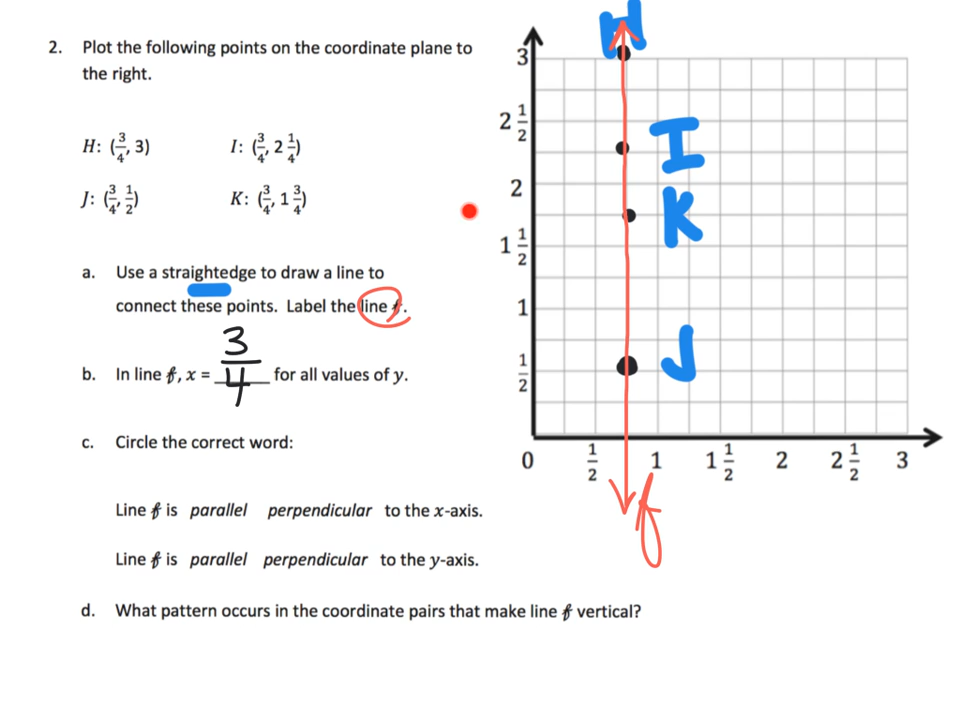 2. Plot the following points on the coordinate plane to
the right.
H: (3/4, 3) I: (3/4, 2 1/4)
J: (3/4, 1/2) K: (3/4, 1 3/4)
a. Use a straightedge to draw a line to
connect these points. Label the line f.
b. In line f, x = 3/4 for all values of y.
c. Circle the correct word:
Line f is parallel perpendicular to the x-axis.
Line f is parallel perpendicular to the y-axis.
d. What pattern occurs in the coordinate pairs that make line f vertical?
H
3
2 1/2
I
2
K
1 1/2
1
J
1/2
0 1/2 1 1 1/2 2 2 1/2 3
f